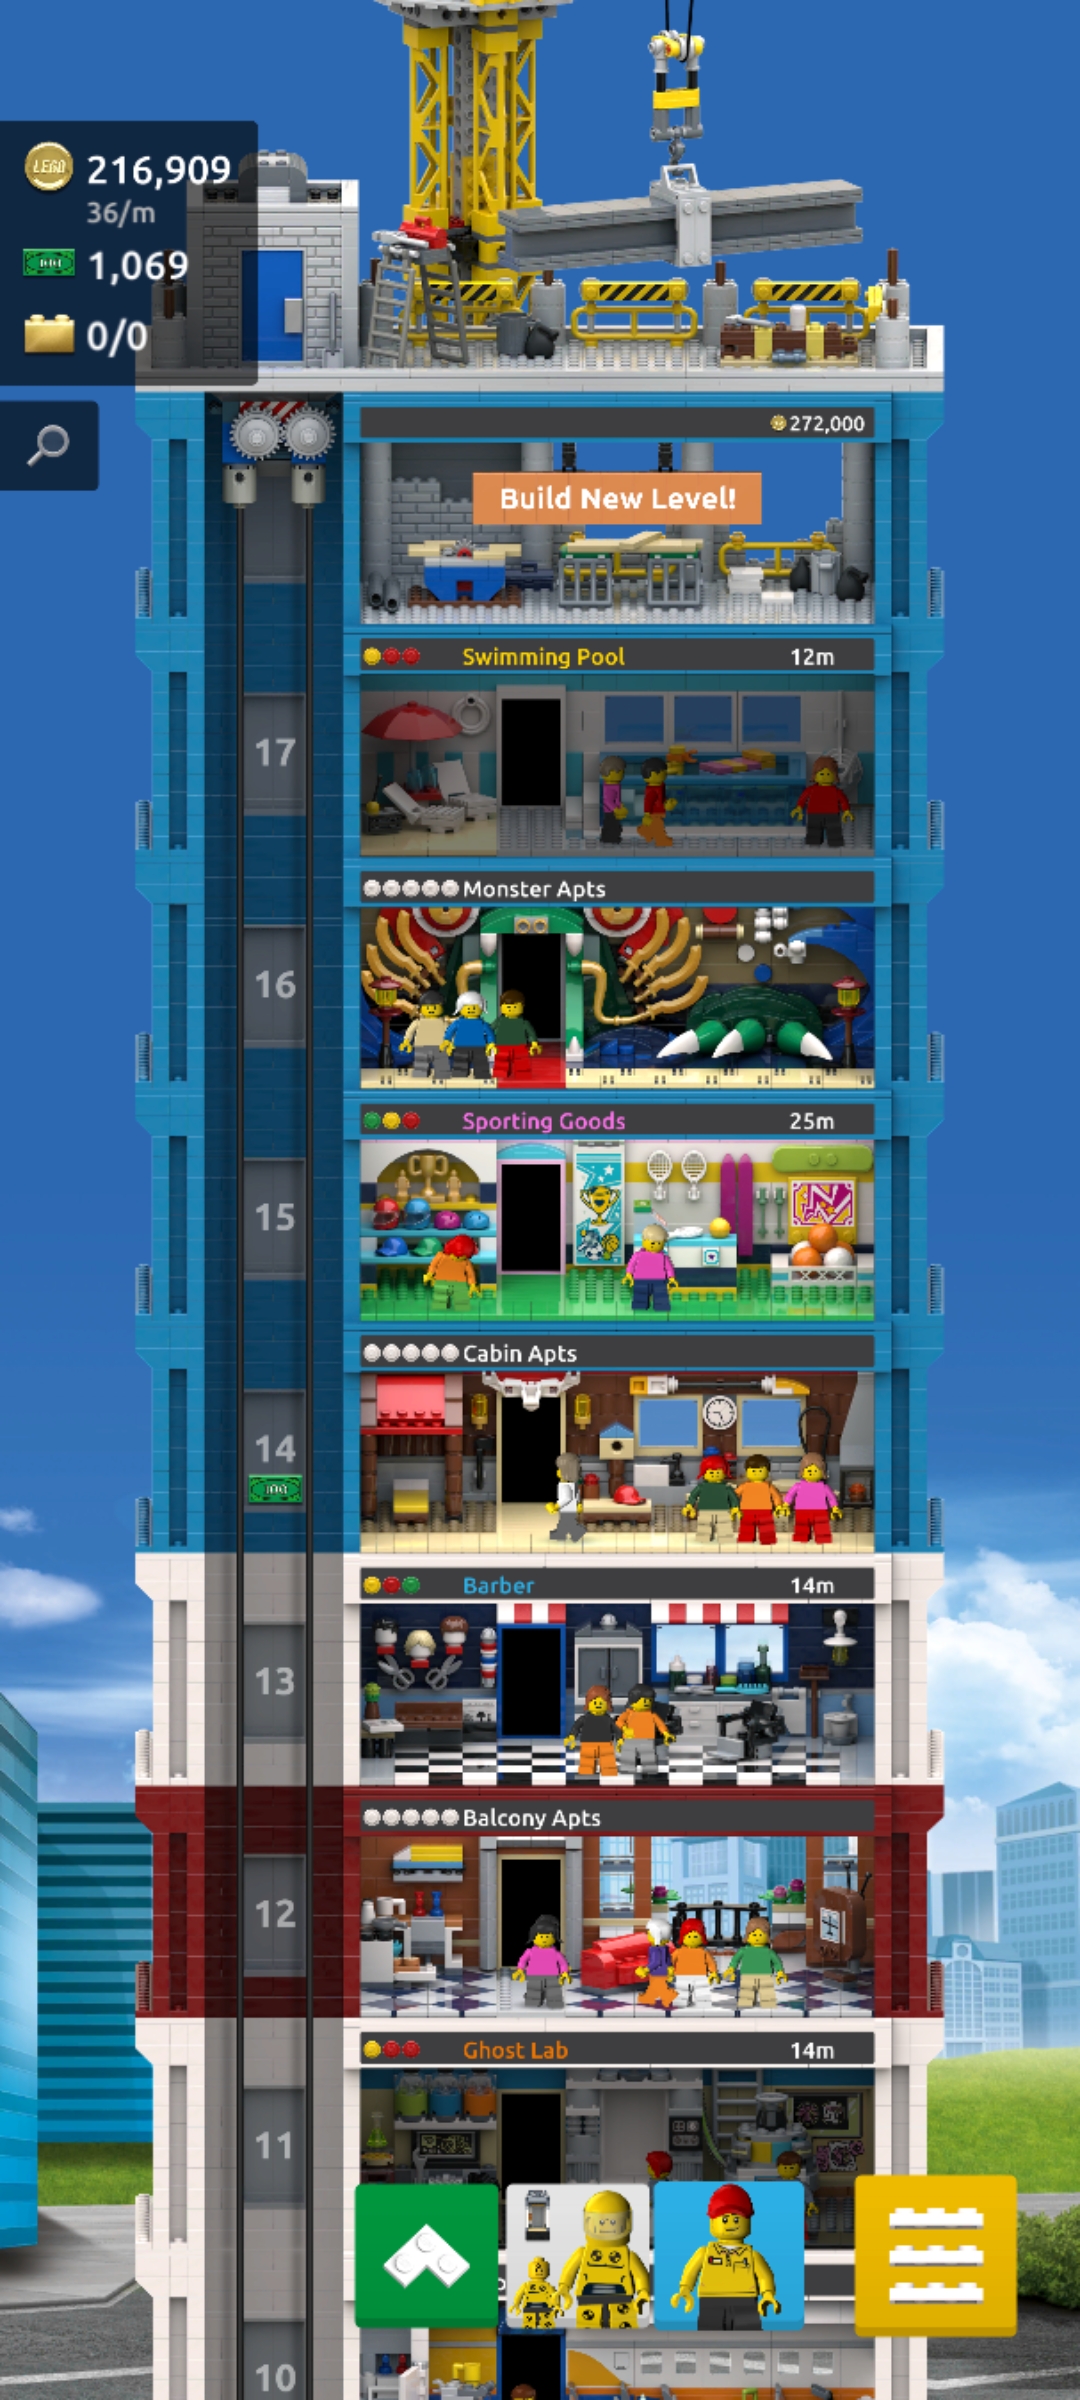 LEGO 216,909
36/m
100 1,069
0/0
272,000
Build New Level!
Swimming Pool 12m
17
Monster Apts
16
Sporting Goods 25m
15
Cabin Apts
14
100
Barber 14m
13
Balcony Apts
12
Ghost Lab 14m
11
10